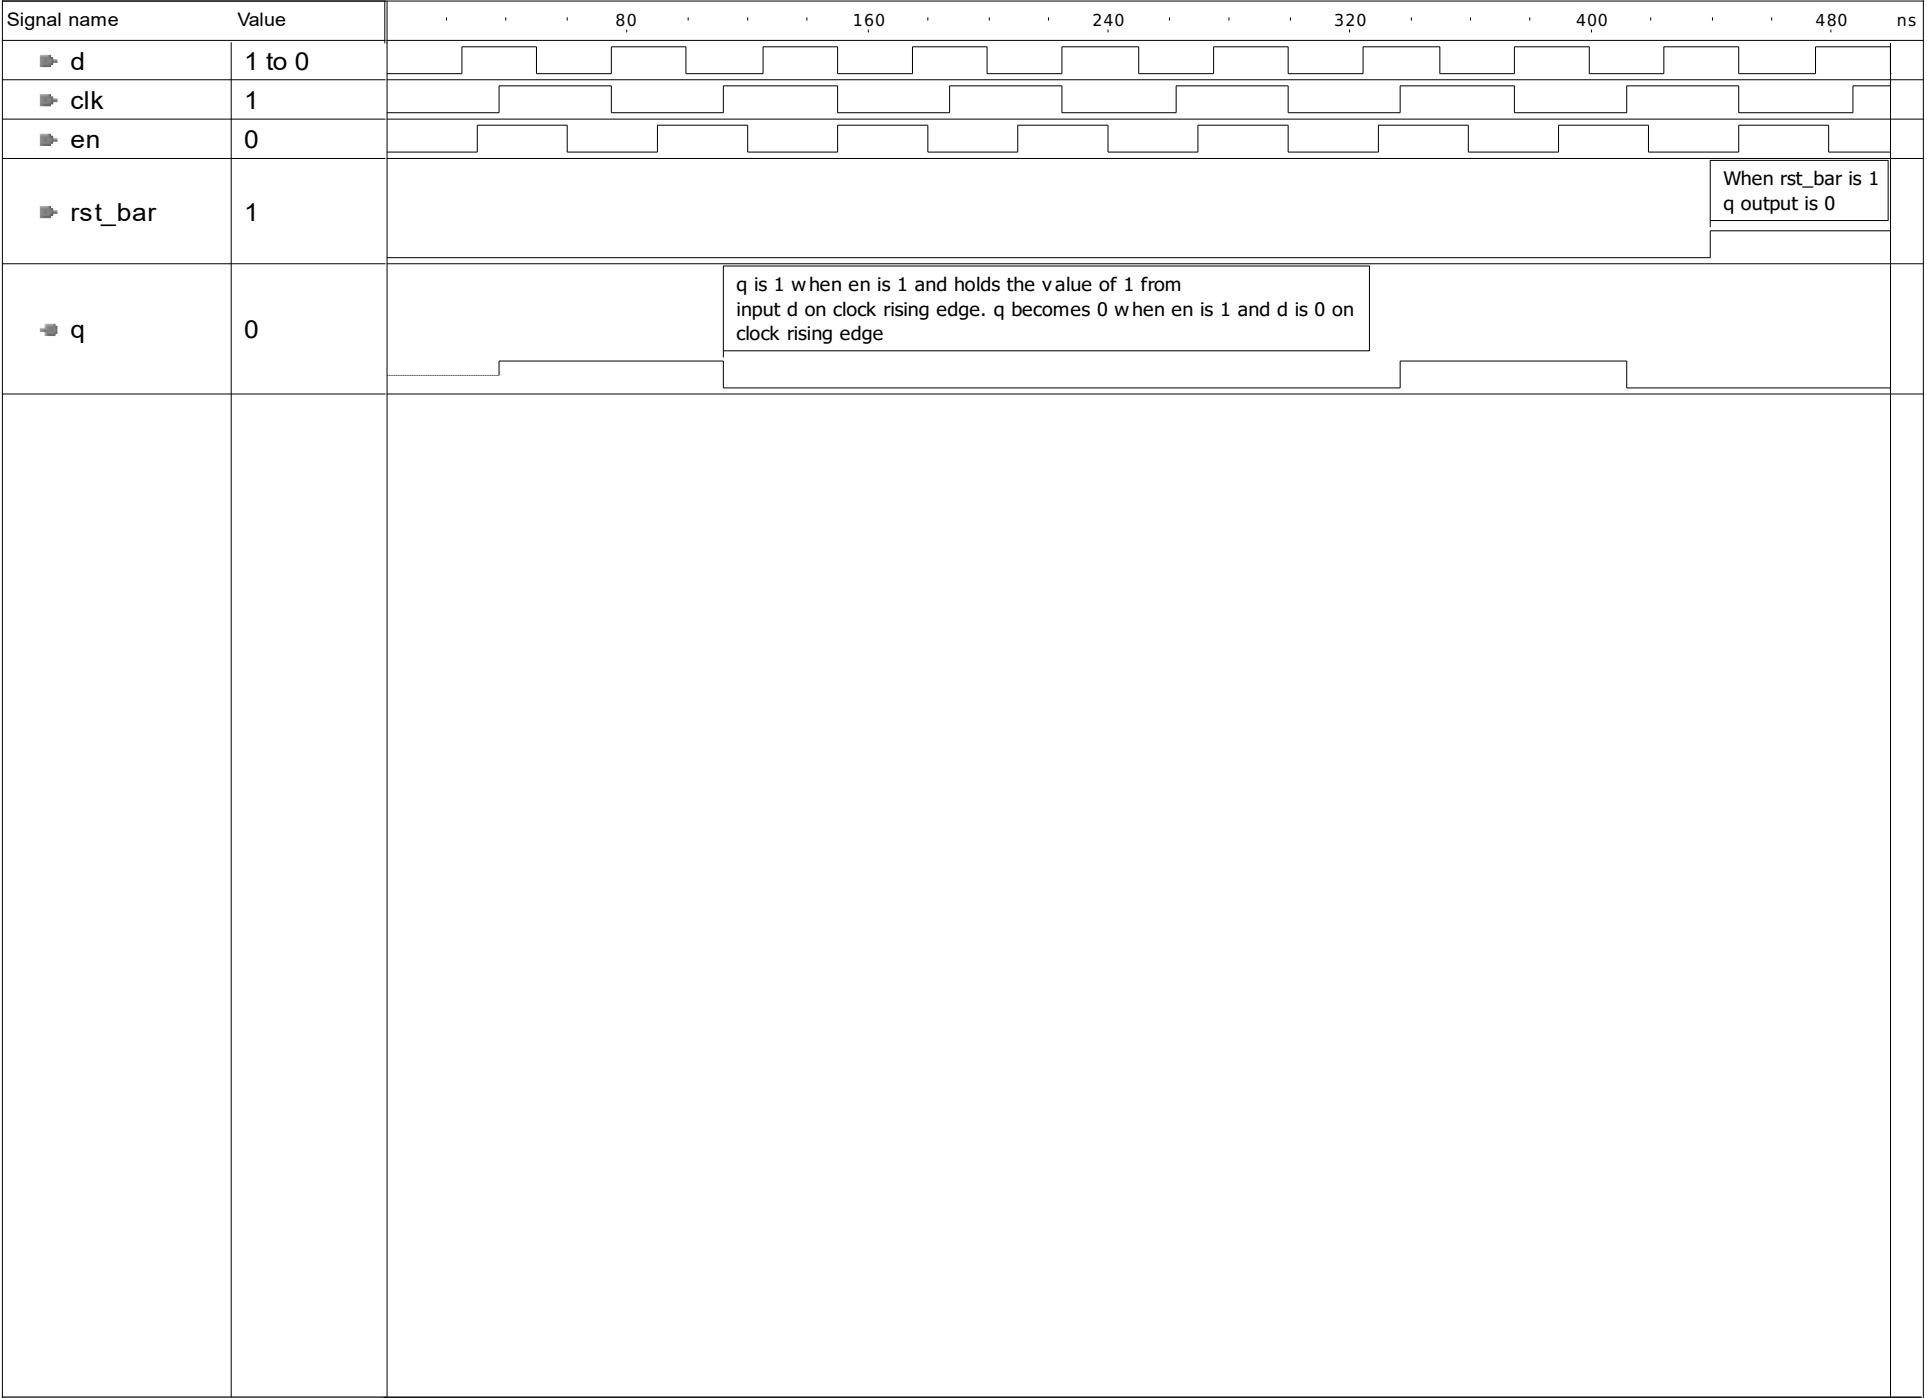 Signal name Value 80 160 240 320 400 480 ns
d 1 to 0
clk 1
en 0
When rst_bar is 1
q output is 0
rst_bar 1
q is 1 when en is 1 and holds the value of 1 from
input d on clock rising edge. q becomes 0 when en is 1 and d is 0 on
clock rising edge
q 0